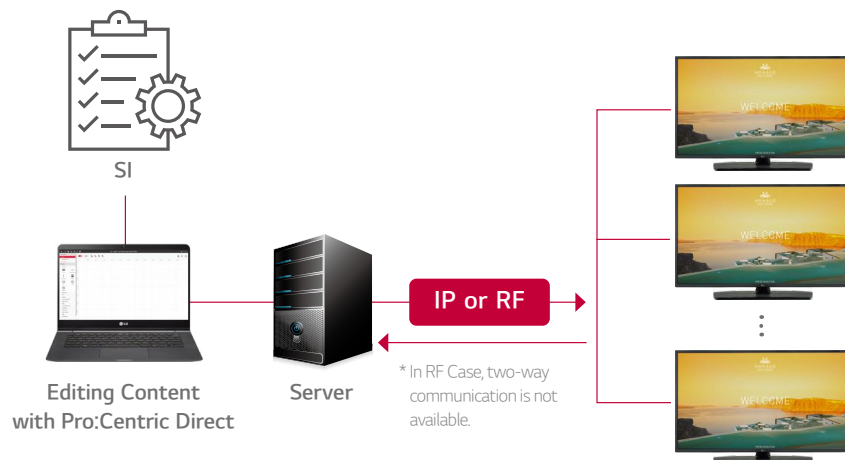 SI
Editing Content
with Pro:Centric Direct
LG
Server
IP or RF
* In RF Case, two-way
communication is not
available.
WELCOME
WELCOME
WELCOME